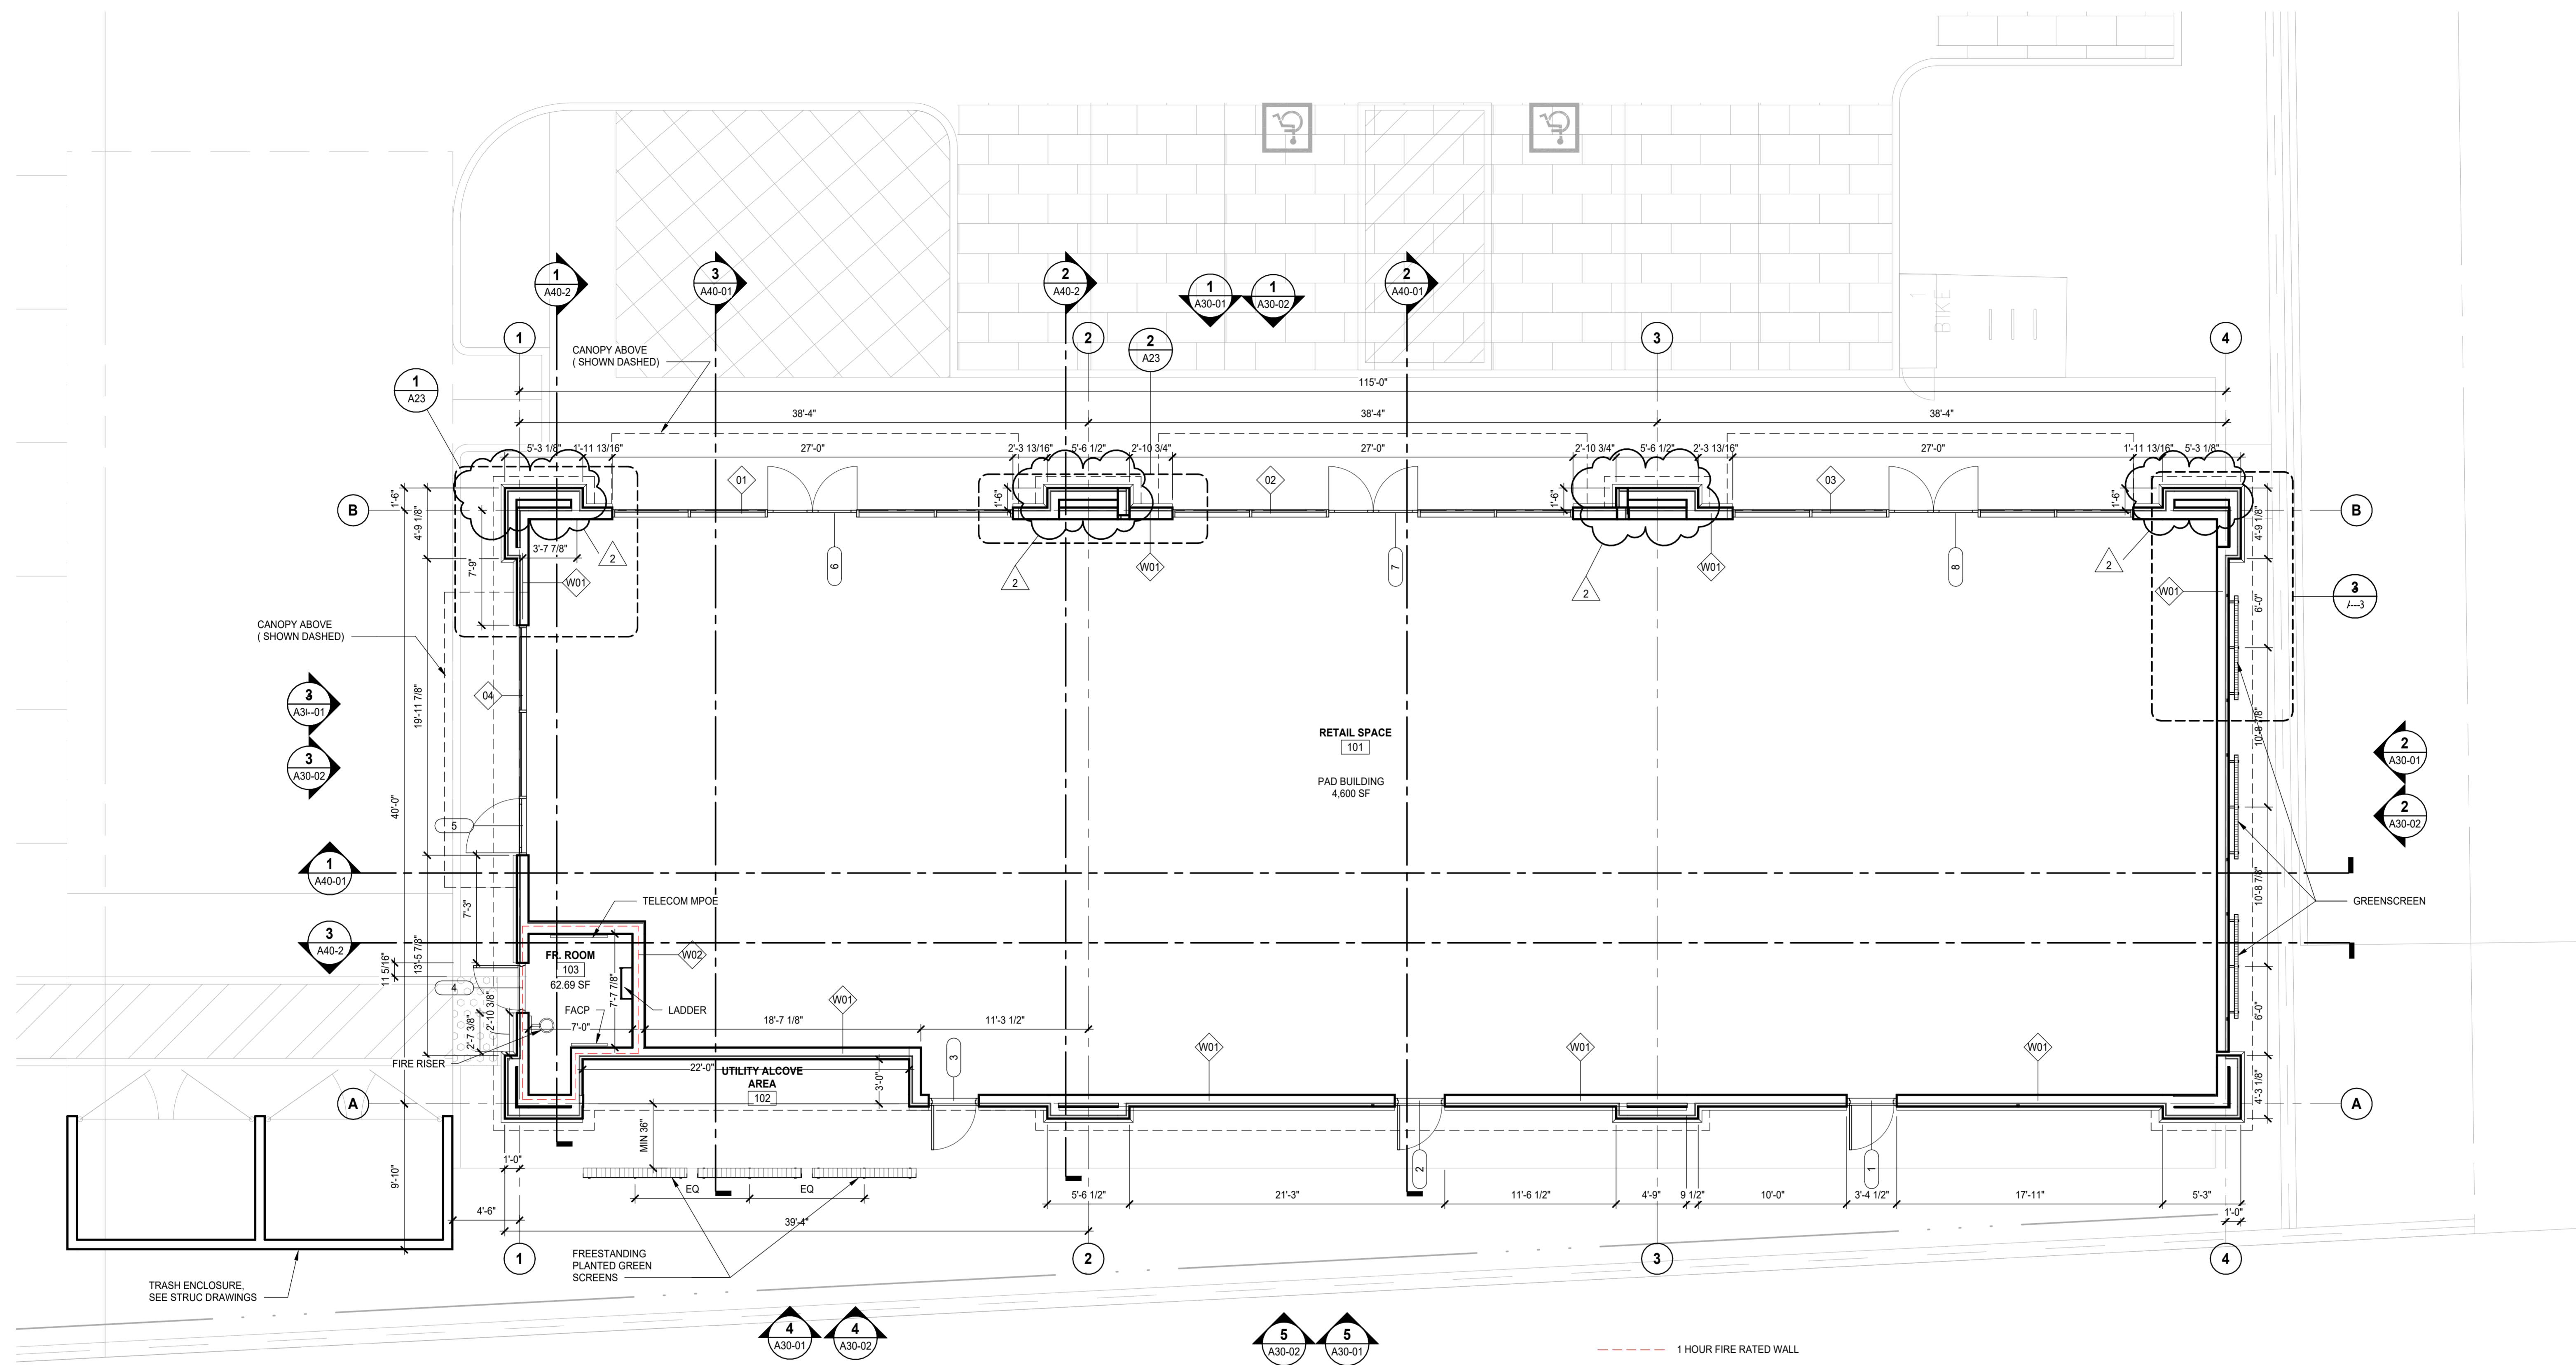 1
BIKE
1
A40-2
3
A40-01
2
A40-2
1
A30-01
1
A30-02
2
A40-01
1
2
3
4
CANOPY ABOVE
( SHOWN DASHED)
2
A23
1
A23
115'-0"
38'-4"
38'-4"
38'-4"
5'-3 1/8"
1'-11 13/16"
27'-0"
2'-3 13/16"
5'-6 1/2"
2'-10 3/4"
27'-0"
2'-10 3/4"
5'-6 1/2"
2'-3 13/16"
27'-0"
1'-11 13/16"
5'-3 1/8"
01
02
03
1'-6"
1'-6"
1'-6"
1'-6"
B
B
4'-9 1/8"
4'-9 1/8"
3'-7 7/8"
7'-9"
2
2
2
2
W01
W01
W01
W01
6
7
8
3
6'-0"
CANOPY ABOVE
( SHOWN DASHED)
04
3
3
A30-02
19'-11 7/8"
40'-0"
RETAIL SPACE
101
PAD BUILDING
4,600 SF
10'-8 7/8"
2
A30-01
2
A30-02
5
1
A40-01
3
A40-2
7'-3"
13'-5 7/8"
11 5/16"
TELECOM MPOE
FR. ROOM
103
62.69 SF
W02
7'-7 7/8"
10'-8 7/8"
GREENSCREEN
4
2'-10 3/8"
2'-7 3/8"
FACP
LADDER
7'-0"
W01
18'-7 1/8"
11'-3 1/2"
6'-0"
FIRE RISER
22'-0"
UTILITY ALCOVE
AREA
102
3'-0"
3
W01
W01
W01
4'-3 1/8"
A
A
MIN 36"
1'-0"
9'-10"
EQ
EQ
2
1
4'-6"
39'-4"
5'-6 1/2"
21'-3"
11'-6 1/2"
4'-9"
9 1/2"
10'-0"
3'-4 1/2"
17'-11"
5'-3"
1'-0"
1
2
3
4
FREESTANDING
PLANTED GREEN
SCREENS
TRASH ENCLOSURE,
SEE STRUC DRAWINGS
4
A30-01
4
A30-02
5
A30-02
5
A30-01
1 HOUR FIRE RATED WALL